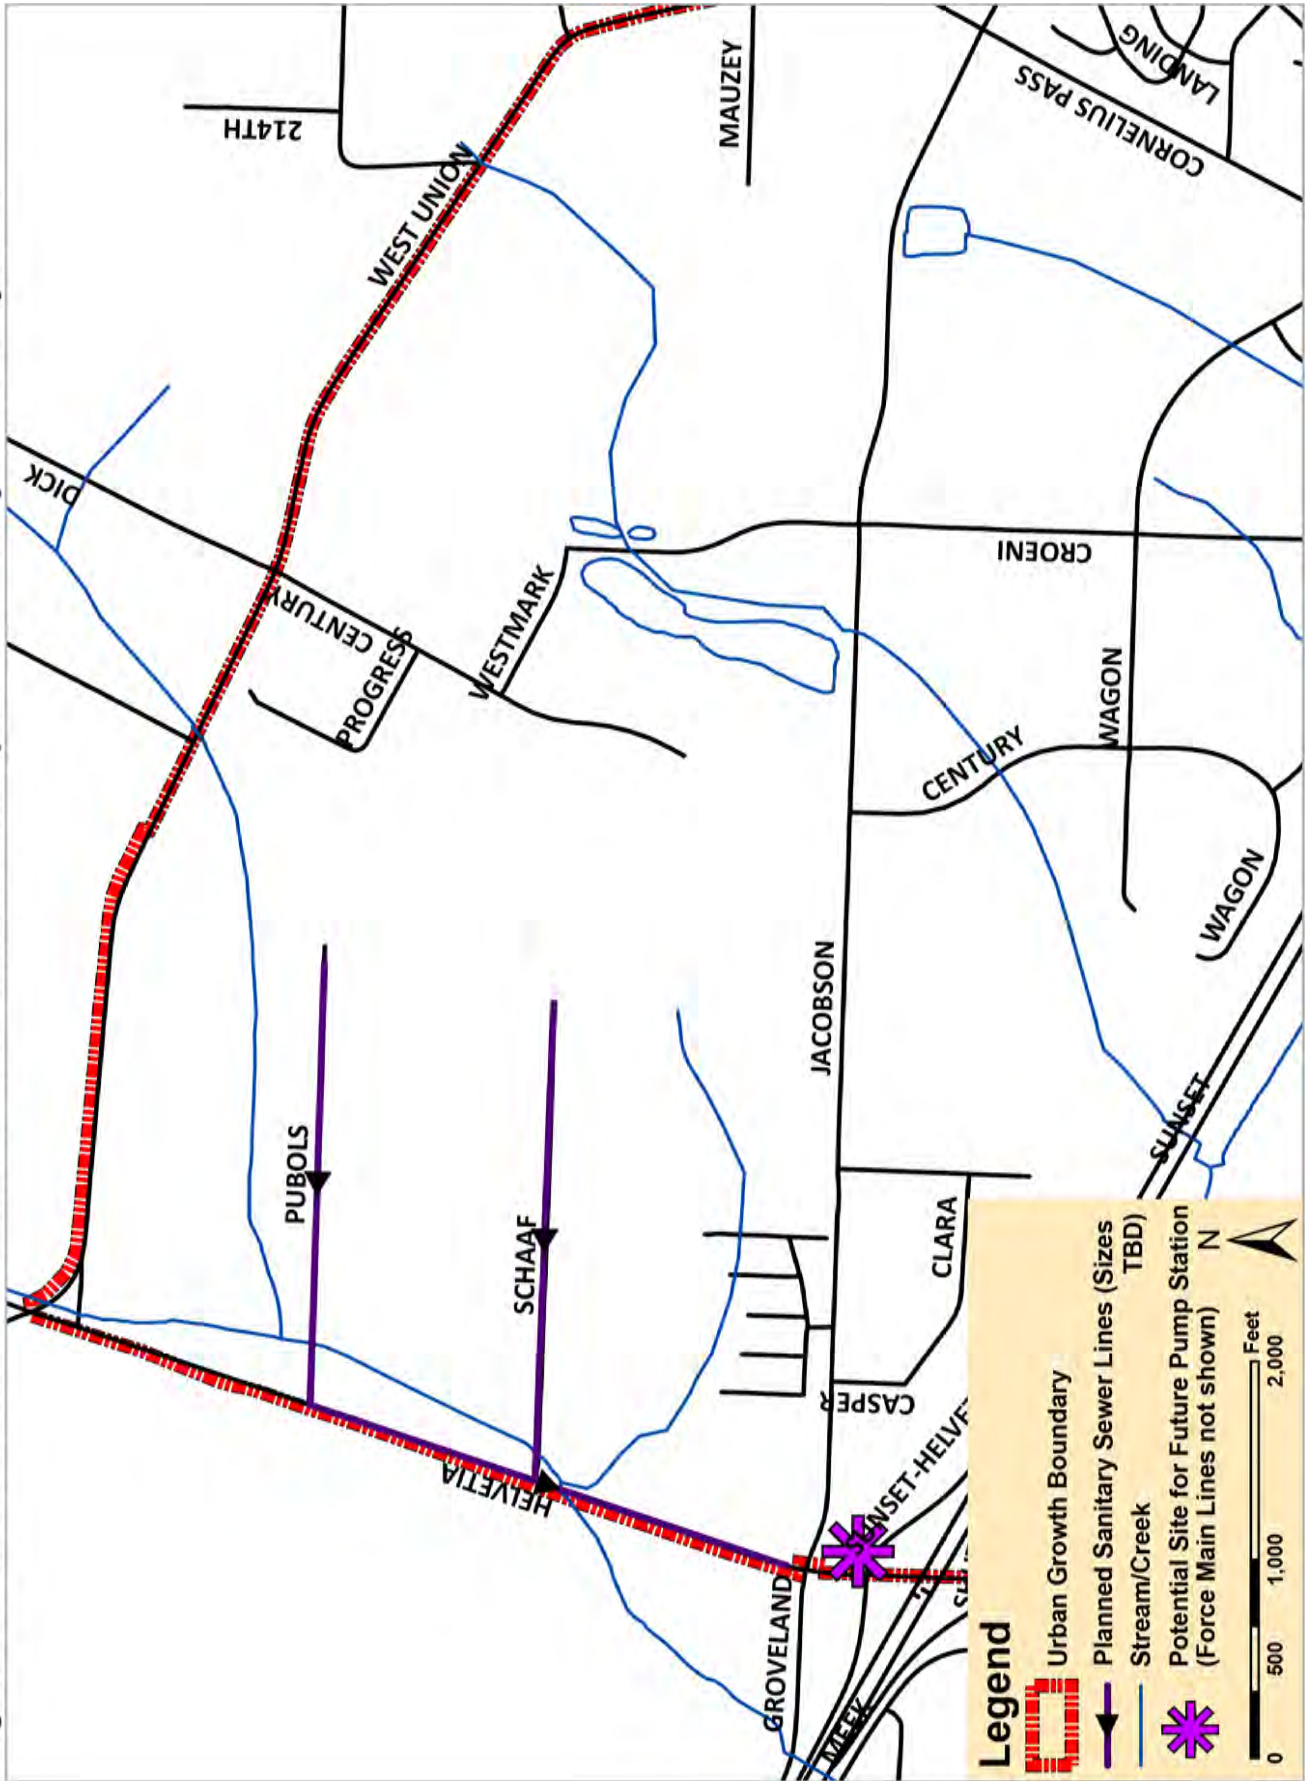 DICK
214TH
WEST UNION
MAUZEY
LANDING
CORNELIUS PASS
CENTURY
PROGRESS
WESTMARK
CROENI
WAGON
CENTURY
WAGON
JACOBSON
PUBOLS
SCHAAF
SUNSET
CLARA
CASPER
HELVETIA
SUNSET-HELVET
GROVELAND
MEEK
Legend
Urban Growth Boundary
Planned Sanitary Sewer Lines (Sizes
TBD)
Stream/Creek
Potential Site for Future Pump Station
(Force Main Lines not shown)
N
0 500 1,000 2,000
Feet